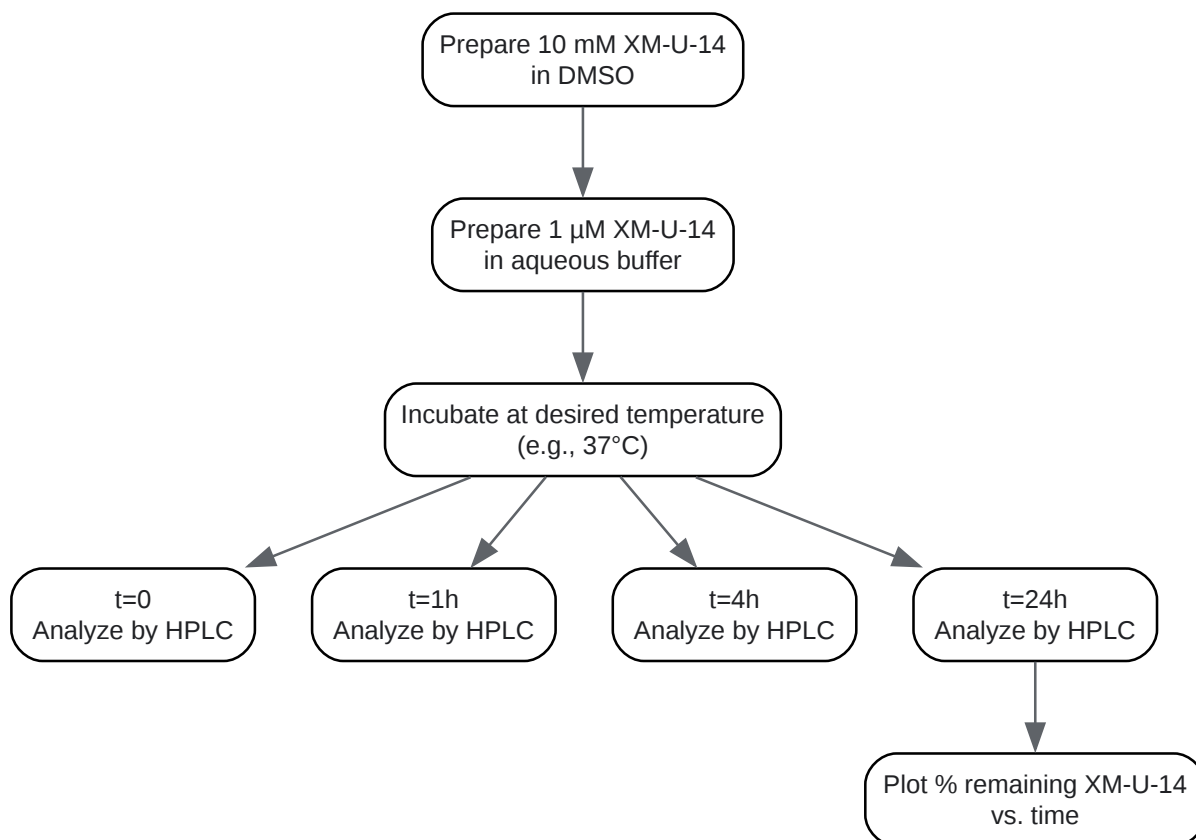 Prepare 10 mM XM-U-14
in DMSO
Prepare 1 µM XM-U-14
in aqueous buffer
Incubate at desired temperature
(e.g., 37°C)
t=0
Analyze by HPLC
t=1h
Analyze by HPLC
t=4h
Analyze by HPLC
t=24h
Analyze by HPLC
Plot % remaining XM-U-14
vs. time